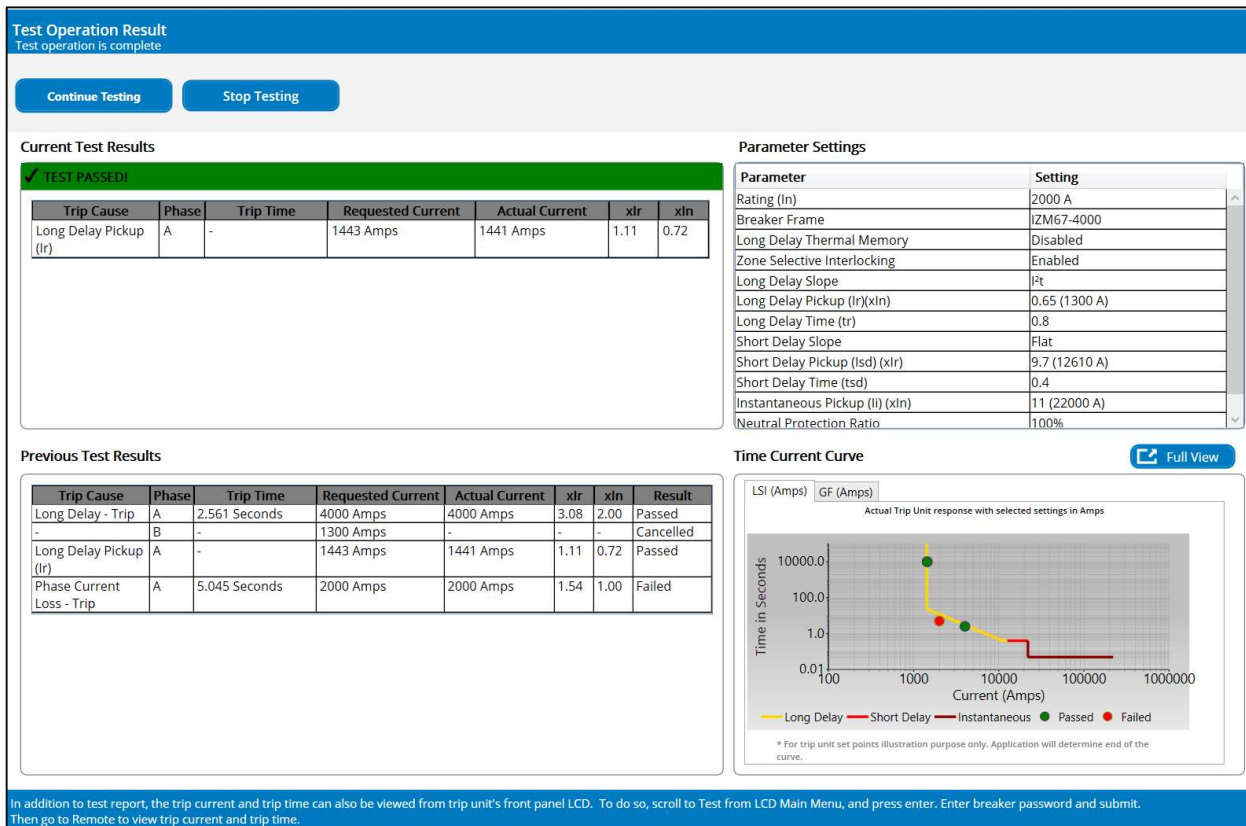 Test Operation Result
Test operation is complete
Continue Testing
Stop Testing
Current Test Results
✓ TEST PASSED!
Trip Cause Phase Trip Time Requested Current Actual Current xIr xIn
Long Delay Pickup A - 1443 Amps 1441 Amps 1.11 0.72
(Ir)
Parameter Settings
Parameter Setting
Rating (In) 2000 A
Breaker Frame IZM67-4000
Long Delay Thermal Memory Disabled
Zone Selective Interlocking Enabled
Long Delay Slope I²t
Long Delay Pickup (Ir)(xIn) 0.65 (1300 A)
Long Delay Time (tr) 0.8
Short Delay Slope Flat
Short Delay Pickup (Isd) (xIr) 9.7 (12610 A)
Short Delay Time (tsd) 0.4
Instantaneous Pickup (Ii) (xIn) 11 (22000 A)
Neutral Protection Ratio 100%
Previous Test Results
Trip Cause Phase Trip Time Requested Current Actual Current xIr xIn Result
Long Delay - Trip A 2.561 Seconds 4000 Amps 4000 Amps 3.08 2.00 Passed
- B - 1300 Amps - - - Cancelled
Long Delay Pickup A - 1443 Amps 1441 Amps 1.11 0.72 Passed
(Ir)
Phase Current A 5.045 Seconds 2000 Amps 2000 Amps 1.54 1.00 Failed
Loss - Trip
Time Current Curve
Full View
LSI (Amps) GF (Amps)
Actual Trip Unit response with selected settings in Amps
Time in Seconds
10000.0
100.0
1.0
0.01
100 1000 10000 100000 1000000
Current (Amps)
Long Delay Short Delay Instantaneous Passed Failed
* For trip unit set points illustration purpose only. Application will determine end of the
curve.
In addition to test report, the trip current and trip time can also be viewed from trip unit's front panel LCD. To do so, scroll to Test from LCD Main Menu, and press enter. Enter breaker password and submit.
Then go to Remote to view trip current and trip time.